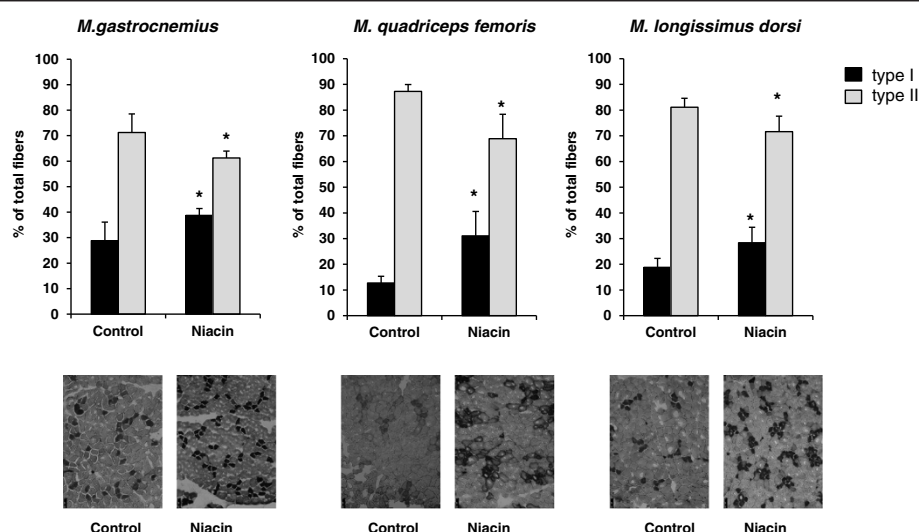 M.gastrocnemius
M. quadriceps femoris
M. longissimus dorsi
type I
type II
% of total fibers
100
90
80
70
60
50
40
30
20
10
0
*
*
Control
Niacin
% of total fibers
100
90
80
70
60
50
40
30
20
10
0
*
*
Control
Niacin
% of total fibers
100
90
80
70
60
50
40
30
20
10
0
*
*
Control
Niacin
Control
Niacin
Control
Niacin
Control
Niacin